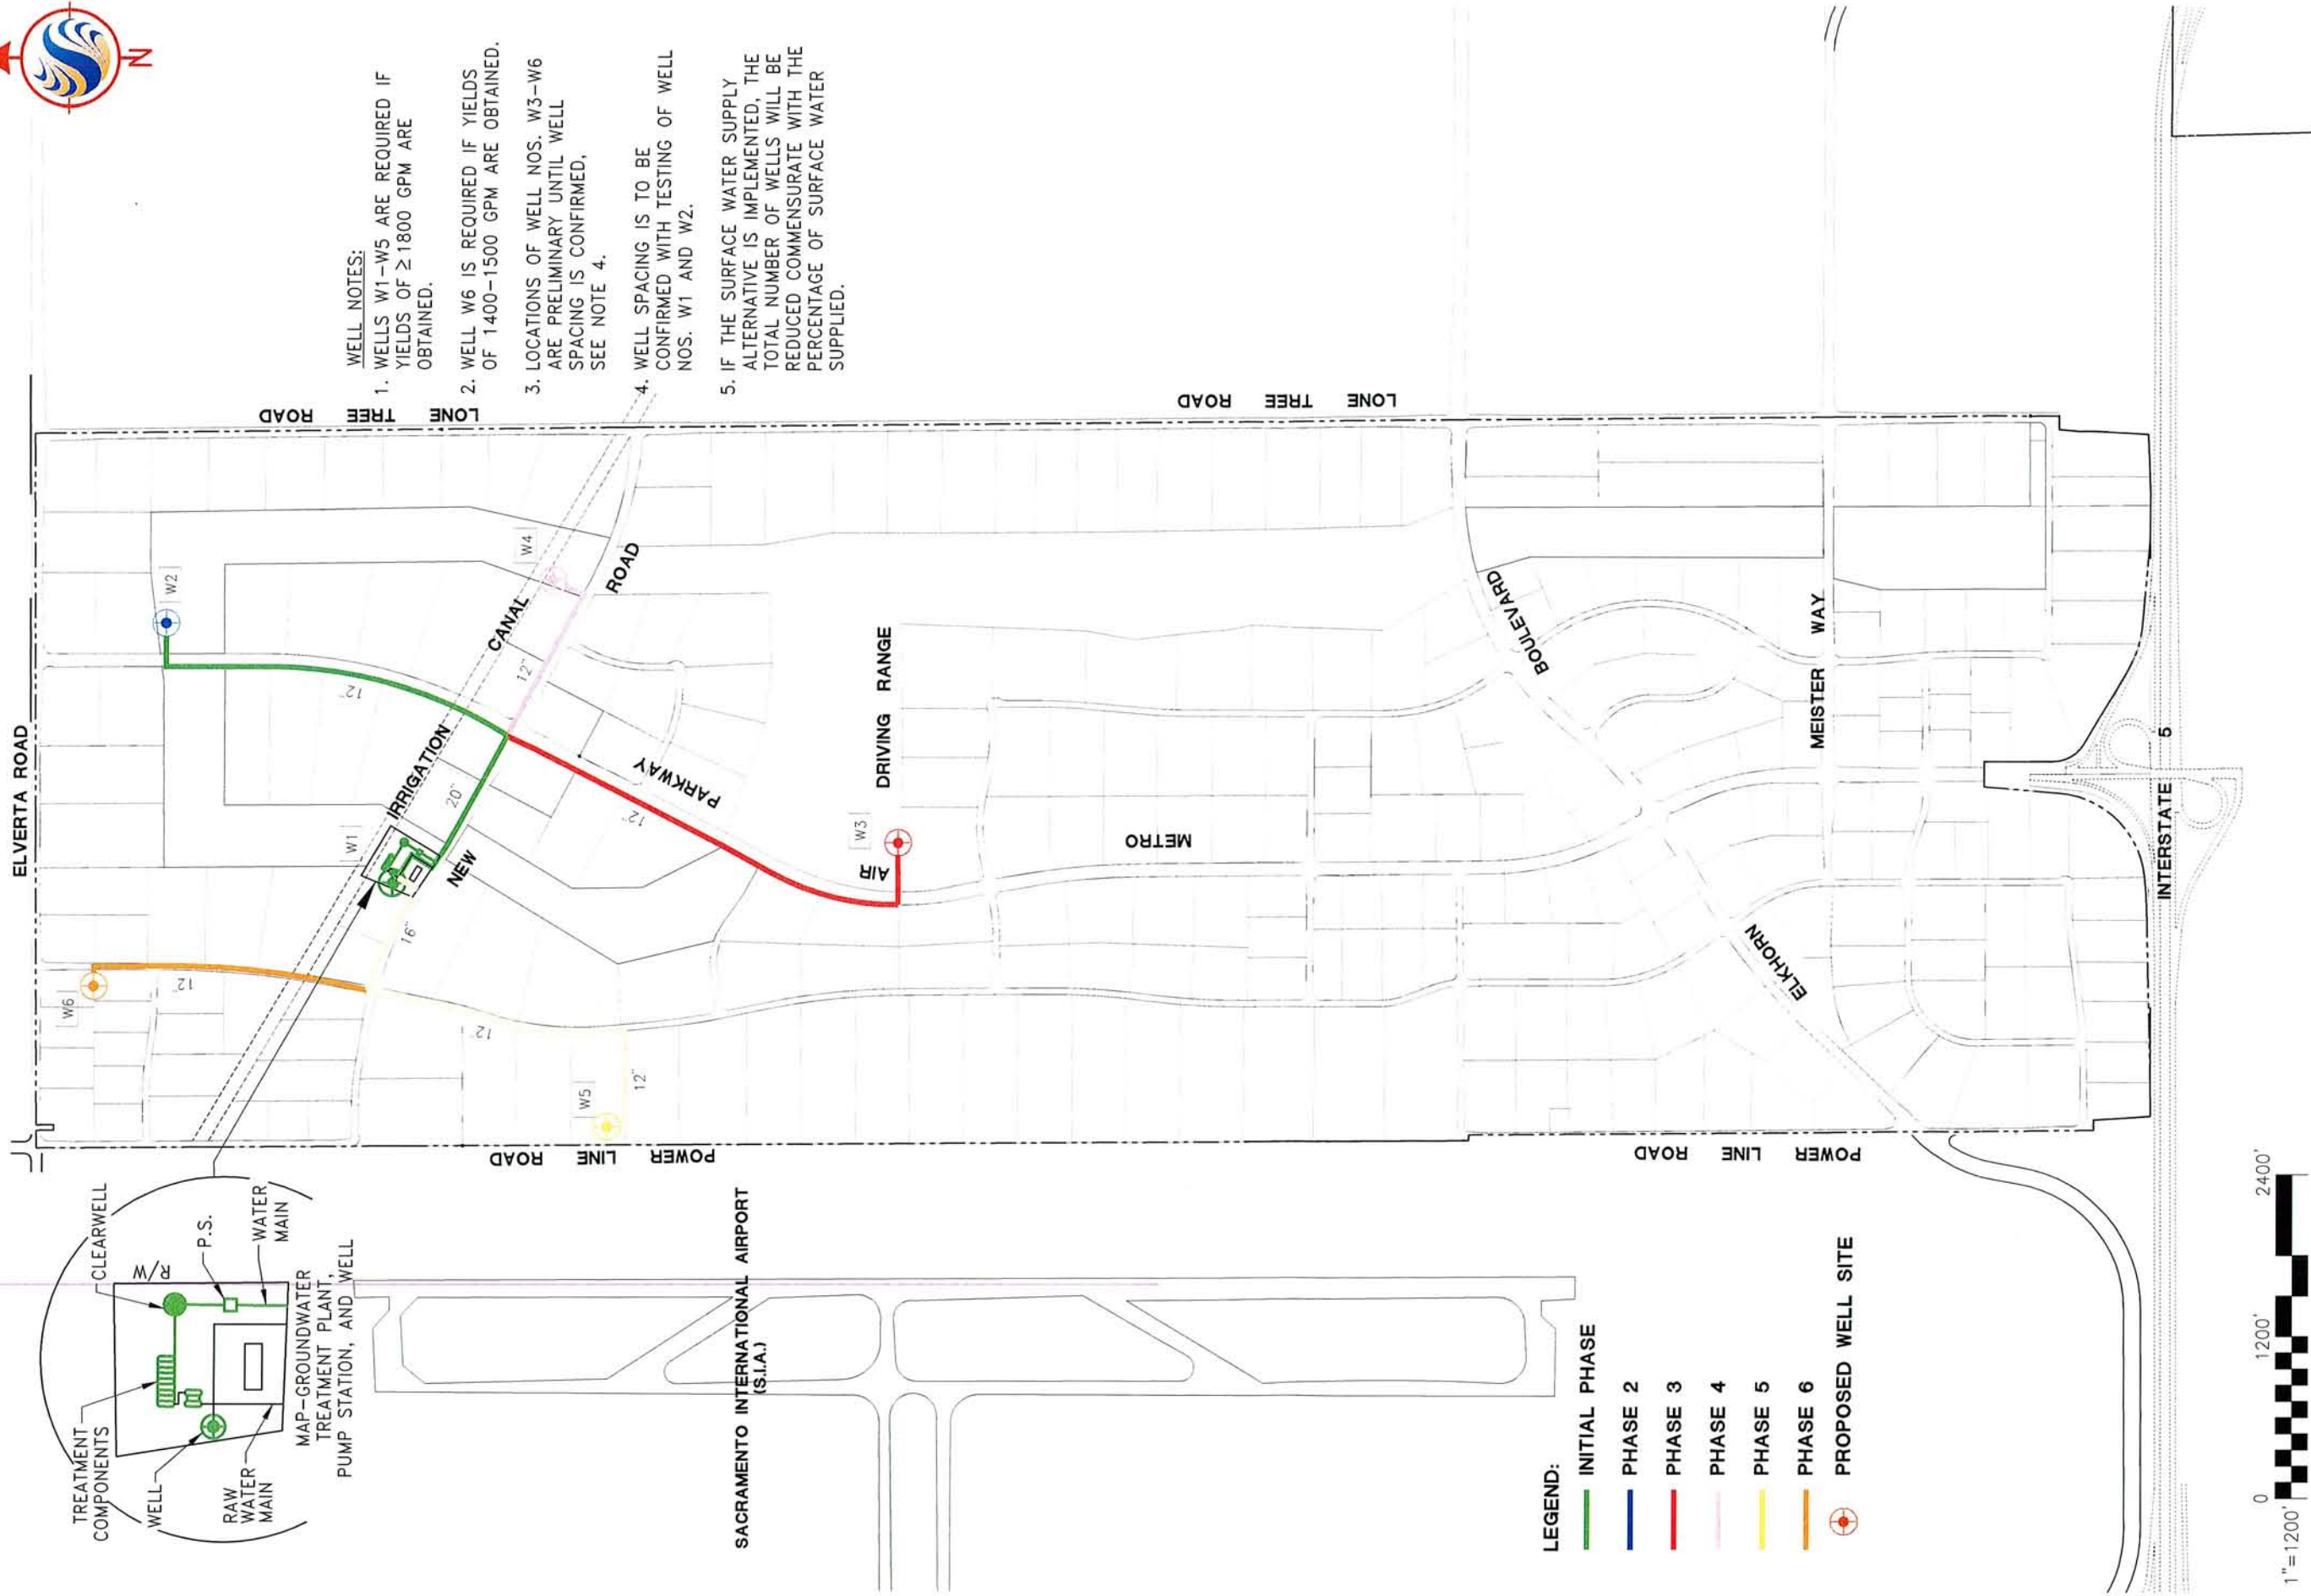 N
WELL NOTES:
1. WELLS W1-W5 ARE REQUIRED IF
YIELDS OF ≥1800 GPM ARE
OBTAINED.
2. WELL W6 IS REQUIRED IF YIELDS
OF 1400-1500 GPM ARE OBTAINED.
3. LOCATIONS OF WELL NOS. W3-W6
ARE PRELIMINARY UNTIL WELL
SPACING IS CONFIRMED,
SEE NOTE 4.
4. WELL SPACING IS TO BE
CONFIRMED WITH TESTING OF WELL
NOS. W1 AND W2.
5. IF THE SURFACE WATER SUPPLY
ALTERNATIVE IS IMPLEMENTED, THE
TOTAL NUMBER OF WELLS WILL BE
REDUCED COMMENSURATE WITH THE
PERCENTAGE OF SURFACE WATER
SUPPLIED.
ELVERTA ROAD
LONE TREE ROAD
LONE TREE ROAD
W2
W4
12"
12"
CANAL
ROAD
IRRIGATION
20"
W1
NEW
PARKWAY
12"
DRIVING RANGE
W3
AIR
METRO
16"
W6
12"
12"
W5
12"
BOULEVARD
MEISTER WAY
ELKHORN
INTERSTATE 5
POWER LINE ROAD
POWER LINE ROAD
CLEARWELL
R/W
P.S.
WATER
MAIN
TREATMENT
COMPONENTS
WELL
RAW
WATER
MAIN
MAP-GROUNDWATER
TREATMENT PLANT,
PUMP STATION, AND WELL
SACRAMENTO INTERNATIONAL AIRPORT
(S.I.A.)
LEGEND:
INITIAL PHASE
PHASE 2
PHASE 3
PHASE 4
PHASE 5
PHASE 6
PROPOSED WELL SITE
0 1200' 2400'
1"=1200'